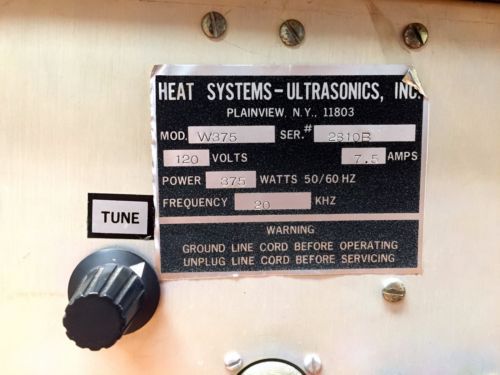 HEAT SYSTEMS-ULTRASONICS, INC.
PLAINVIEW, N.Y., 11803
MOD. W375 SER.# 2810B
120 VOLTS 7.5 AMPS
POWER 375 WATTS 50/60 HZ
FREQUENCY 20 KHZ
TUNE
WARNING
GROUND LINE CORD BEFORE OPERATING
UNPLUG LINE CORD BEFORE SERVICING